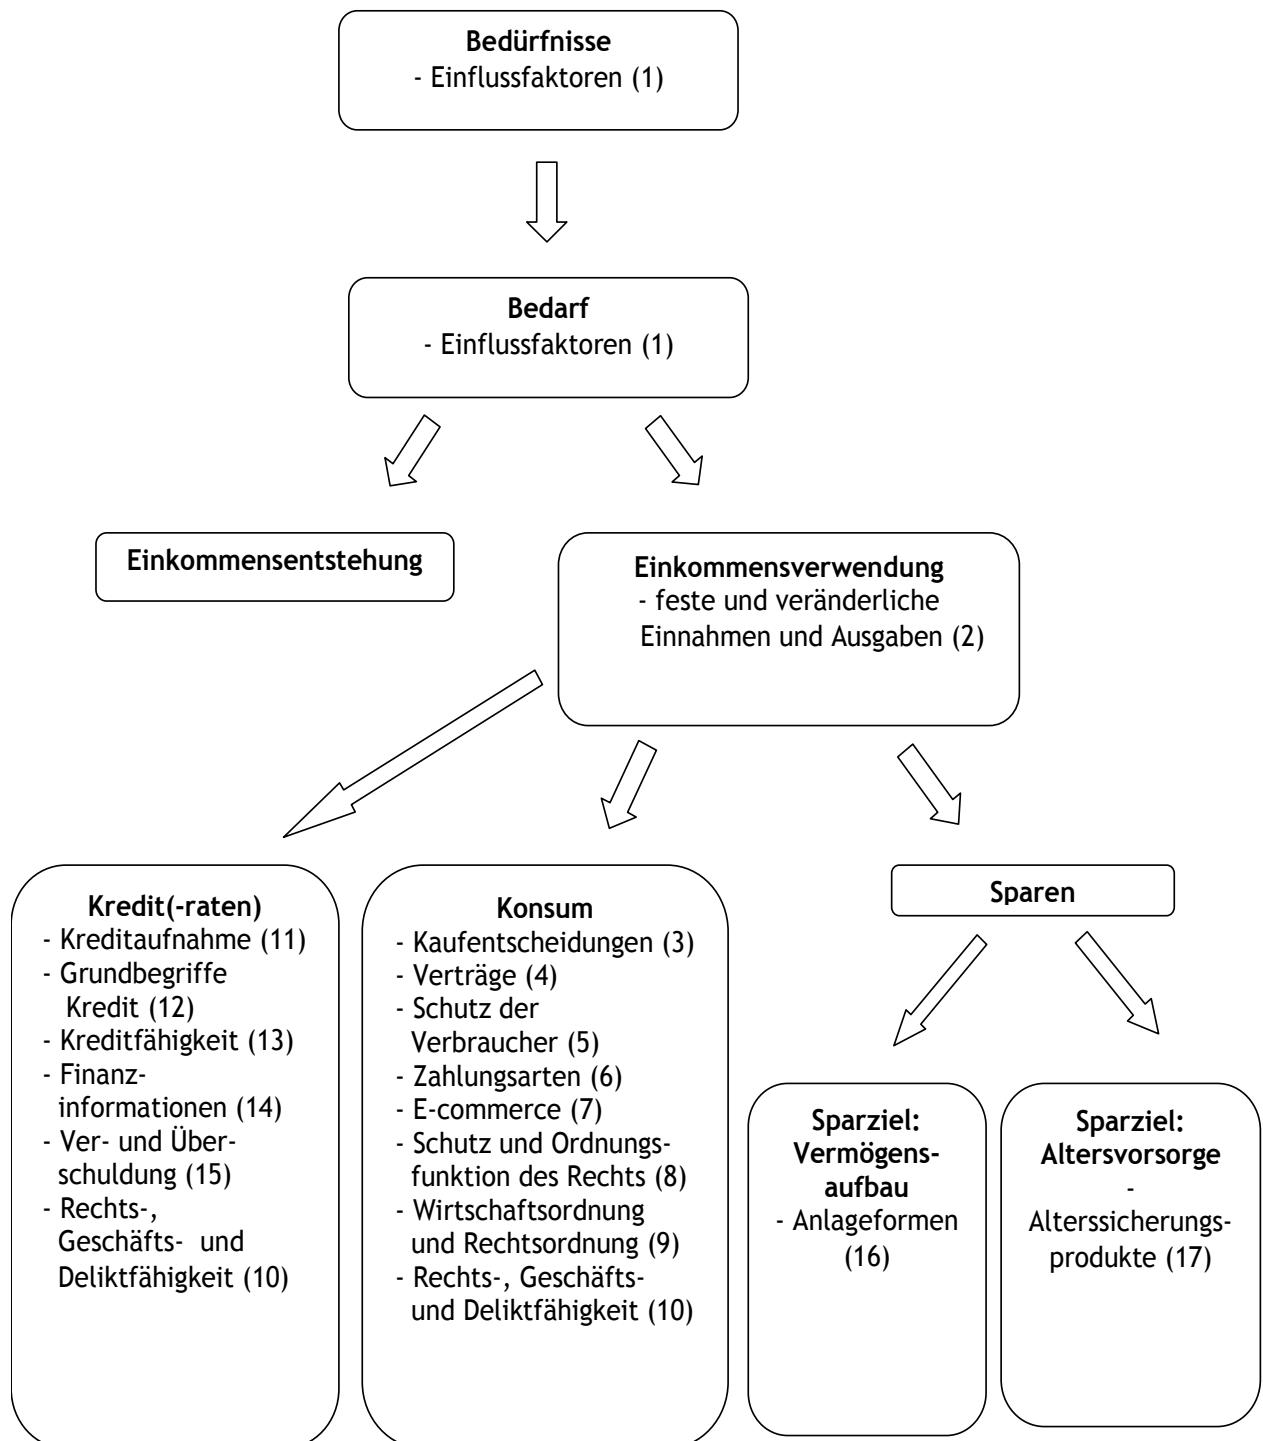 Bedürfnisse
- Einflussfaktoren (1)
Bedarf
- Einflussfaktoren (1)
Einkommensentstehung
Einkommensverwendung
- feste und veränderliche
Einnahmen und Ausgaben (2)
Kredit(-raten)
- Kreditaufnahme (11)
- Grundbegriffe
Kredit (12)
- Kreditfähigkeit (13)
- Finanz-
informationen (14)
- Ver- und Über-
schuldung (15)
- Rechts-,
Geschäfts- und
Deliktfähigkeit (10)
Konsum
- Kaufentscheidungen (3)
- Verträge (4)
- Schutz der
Verbraucher (5)
- Zahlungsarten (6)
- E-commerce (7)
- Schutz und Ordnungs-
funktion des Rechts (8)
- Wirtschaftsordnung
und Rechtsordnung (9)
- Rechts-, Geschäfts-
und Deliktfähigkeit (10)
Sparen
Sparziel:
Vermögens-
aufbau
- Anlageformen
(16)
Sparziel:
Altersvorsorge
-
Alterssicherungs-
produkte (17)